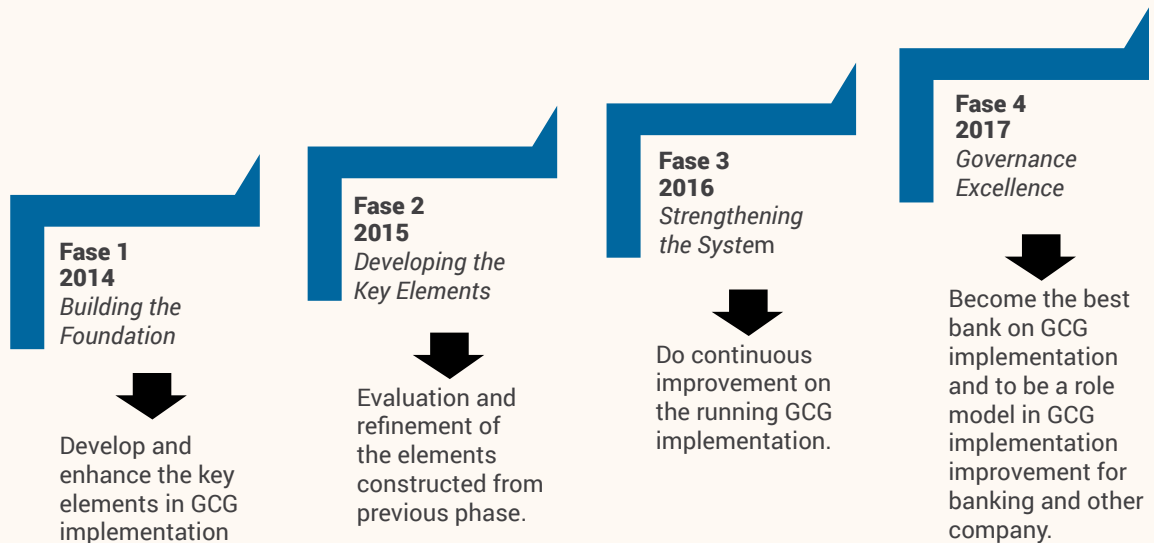 Fase 1
2014
Building the
Foundation
Develop and
enhance the key
elements in GCG
implementation
Fase 2
2015
Developing the
Key Elements
Evaluation and
refinement of
the elements
constructed from
previous phase.
Fase 3
2016
Strengthening
the System
Do continuous
improvement on
the running GCG
implementation.
Fase 4
2017
Governance
Excellence
Become the best
bank on GCG
implementation
and to be a role
model in GCG
implementation
improvement for
banking and other
company.